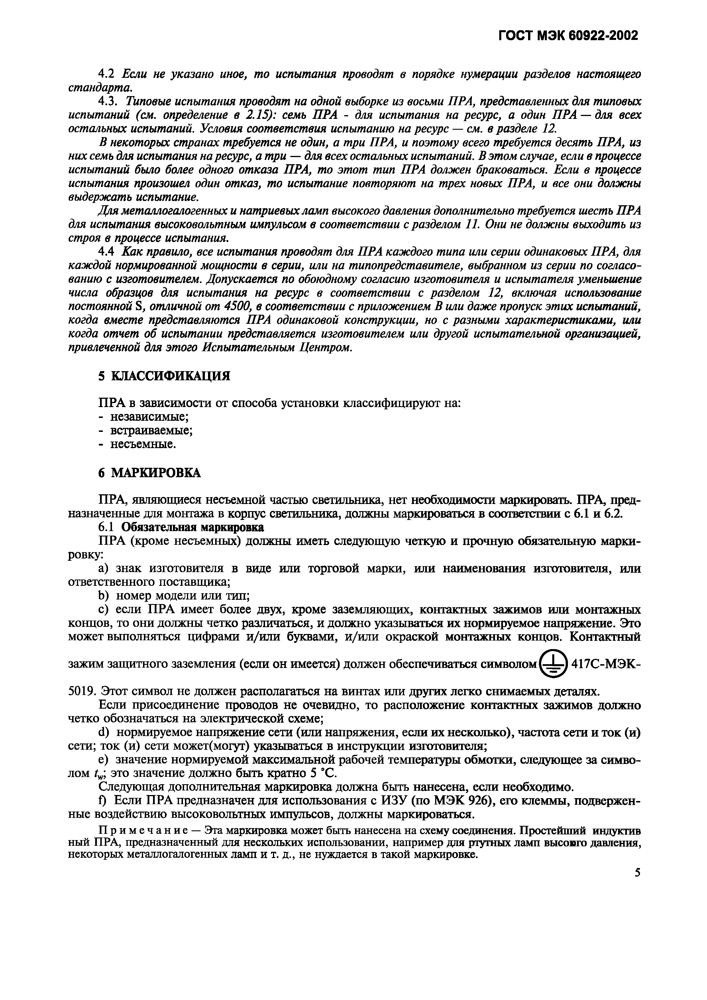 ГОСТ МЭК 60922-2002
4.2 Если не указано иное, то испытания проводят в порядке нумерации разделов настоящего
стандарта.
4.3. Типовые испытания проводят на одной выборке из восьми ПРА, представленных для типовых
испытаний (см. определение в 2.15): семь ПРА - для испытания на ресурс, а один ПРА — для всех
остальных испытаний. Условия соответствия испытанию на ресурс — см. в разделе 12.
В некоторых странах требуется не один, а три ПРА, и поэтому всего требуется десять ПРА, из
них семь для испытания на ресурс, а три — для всех остальных испытаний. В этом случае, если в процессе
испытаний было более одного отказа ПРА, то этот тип ПРА должен браковаться. Если в процессе
испытания произошел один отказ, то испытание повторяют на трех новых ПРА, и все они должны
выдержать испытание.
Для металлогалогенных и натриевых ламп высокого давления дополнительно требуется шесть ПРА
для испытания высоковольтным импульсом в соответствии с разделом 11. Они не должны выходить из
строя в процессе испытания.
4.4 Как правило, все испытания проводят для ПРА каждого типа или серии одинаковых ПРА, для
каждой нормированной мощности в серии, или на типопредставителе, выбранном из серии по согласо-
ванию с изготовителем. Допускается по обоюдному согласию изготовителя и испытателя уменьшение
числа образцов для испытания на ресурс в соответствии с разделом 12, включая использование
постоянной S, отличной от 4500, в соответствии с приложением В или даже пропуск этих испытаний,
когда вместе представляются ПРА одинаковой конструкции, но с разными характеристиками, или
когда отчет об испытании представляется изготовителем или другой испытательной организацией,
привлеченной для этого Испытательным Центром.
5 КЛАССИФИКАЦИЯ
ПРА в зависимости от способа установки классифицируют на:
- независимые;
- встраиваемые;
- несъемные.
6 МАРКИРОВКА
ПРА, являющиеся несъемной частью светильника, нет необходимости маркировать. ПРА, пред-
назначенные для монтажа в корпус светильника, должны маркироваться в соответствии с 6.1 и 6.2.
6.1 Обязательная маркировка
ПРА (кроме несъемных) должны иметь следующую четкую и прочную обязательную марки-
ровку:
a) знак изготовителя в виде или торговой марки, или наименования изготовителя, или
ответственного поставщика;
b) номер модели или тип;
c) если ПРА имеет более двух, кроме заземляющих, контактных зажимов или монтажных
концов, то они должны четко различаться, и должно указываться их нормируемое напряжение. Это
может выполняться цифрами и/или буквами, и/или окраской монтажных концов. Контактный
зажим защитного заземления (если он имеется) должен обеспечиваться символом 417С-МЭК-
5019. Этот символ не должен располагаться на винтах или других легко снимаемых деталях.
Если присоединение проводов не очевидно, то расположение контактных зажимов должно
четко обозначаться на электрической схеме;
d) нормируемое напряжение сети (или напряжения, если их несколько), частота сети и ток (и)
сети; ток (и) сети может(могут) указываться в инструкции изготовителя;
e) значение нормируемой максимальной рабочей температуры обмотки, следующее за симво-
лом tw; это значение должно быть кратно 5 °С.
Следующая дополнительная маркировка должна быть нанесена, если необходимо.
f) Если ПРА предназначен для использования с ИЗУ (по МЭК 926), его клеммы, подвержен-
ные воздействию высоковольтных импульсов, должны маркироваться.
Примечание — Эта маркировка может быть нанесена на схему соединения. Простейший индуктив
ный ПРА, предназначенный для нескольких использовании, например для ртутных ламп высокого давления,
некоторых металлогалогенных ламп и т. д., не нуждается в такой маркировке.
5